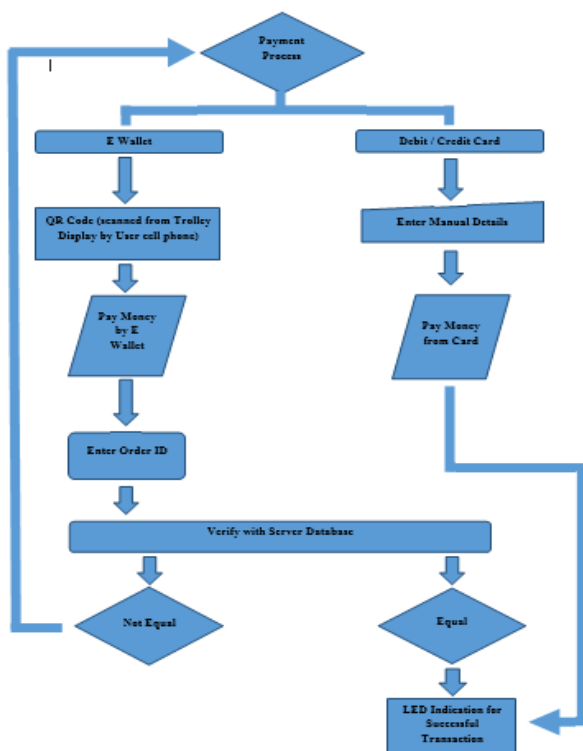 Payment
Process
E Wallet
Debit / Credit Card
QR Code (scanned from Trolley
Display by User cell phone)
Enter Manual Details
Pay Money
by E
Wallet
Pay Money
from Card
Enter Order ID
Verify with Server Database
Not Equal
Equal
LED Indication for
Successful
Transaction